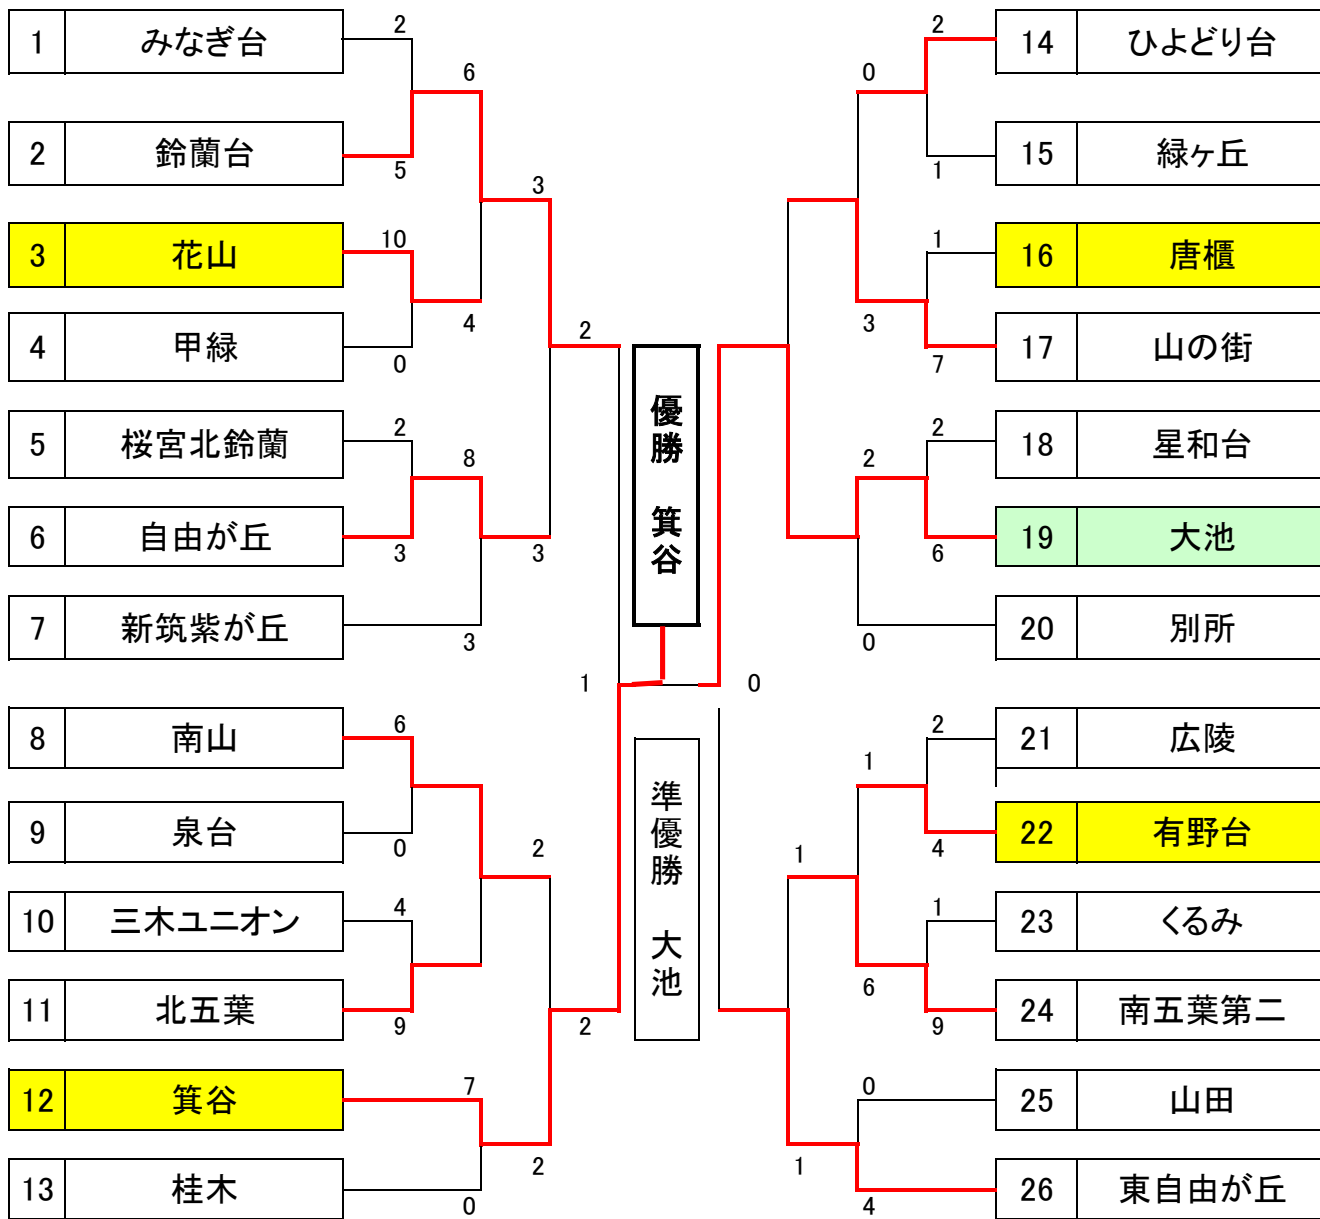 1 みなぎ台
2
2 鈴蘭台
5
6
3 花山
10
4 甲緑
0
4
3
5 桜宮北鈴蘭
2
6 自由が丘
3
8
7 新筑紫が丘
3
3
2
8 南山
6
9 泉台
0
10 三木ユニオン
4
11 北五葉
9
2
12 箕谷
7
13 桂木
0
2
2
1
優勝 箕谷
準優勝 大池
0
14 ひよどり台
2
15 緑ヶ丘
1
0
16 唐櫃
1
17 山の街
7
3
18 星和台
2
19 大池
6
2
20 別所
0
21 広陵
2
22 有野台
4
1
23 くるみ
1
24 南五葉第二
9
6
1
25 山田
0
26 東自由が丘
4
1